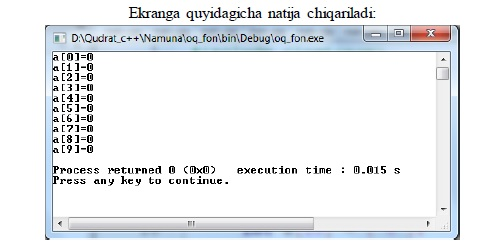 Ekranga quyidagicha natija chiqariladi:
D:\Qudrat_c++\Namuna\oq_fon\bin\Debug\oq_fon.exe
a[0]=0
a[1]=0
a[2]=0
a[3]=0
a[4]=0
a[5]=0
a[6]=0
a[7]=0
a[8]=0
a[9]=0
Process returned 0 (0x0)   execution time : 0.015 s
Press any key to continue.